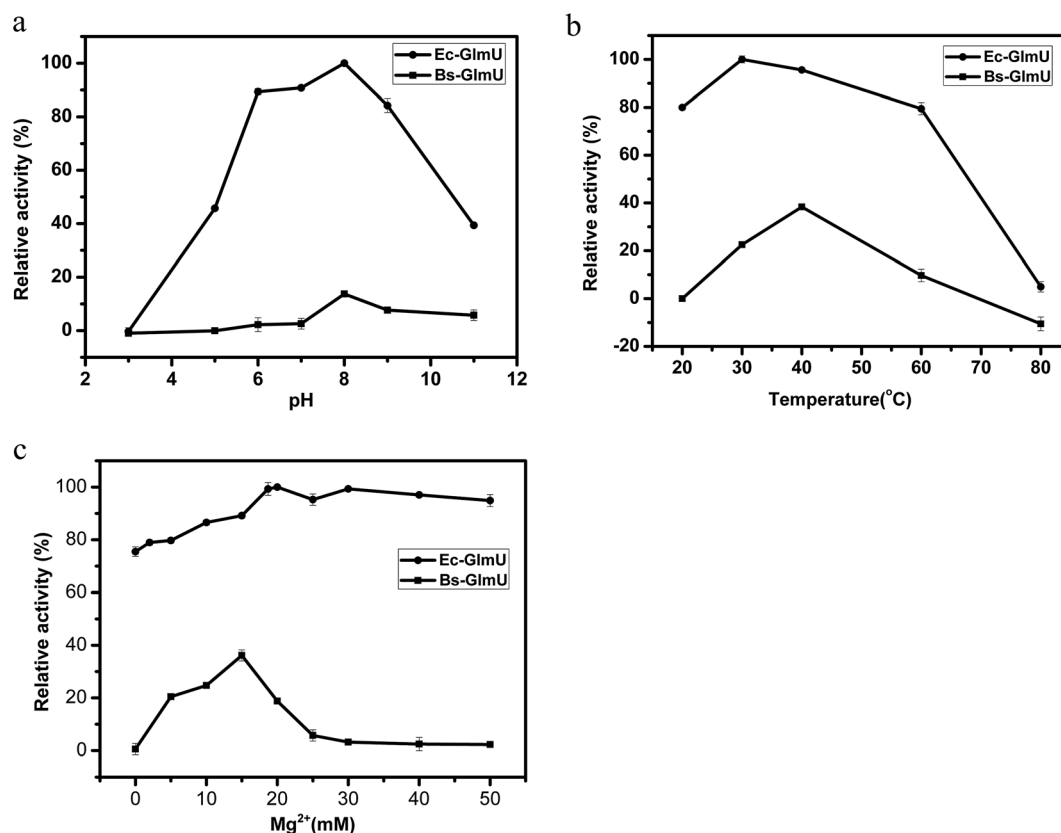 a
Relative activity (%)
100
80
60
40
20
0
2
4
6
8
10
12
pH
Ec-GlmU
Bs-GlmU
b
Relative activity (%)
100
80
60
40
20
0
-20
20
30
40
50
60
70
80
Temperature(°C)
Ec-GlmU
Bs-GlmU
c
Relative activity (%)
100
80
60
40
20
0
0
10
20
30
40
50
Mg²⁺(mM)
Ec-GlmU
Bs-GlmU